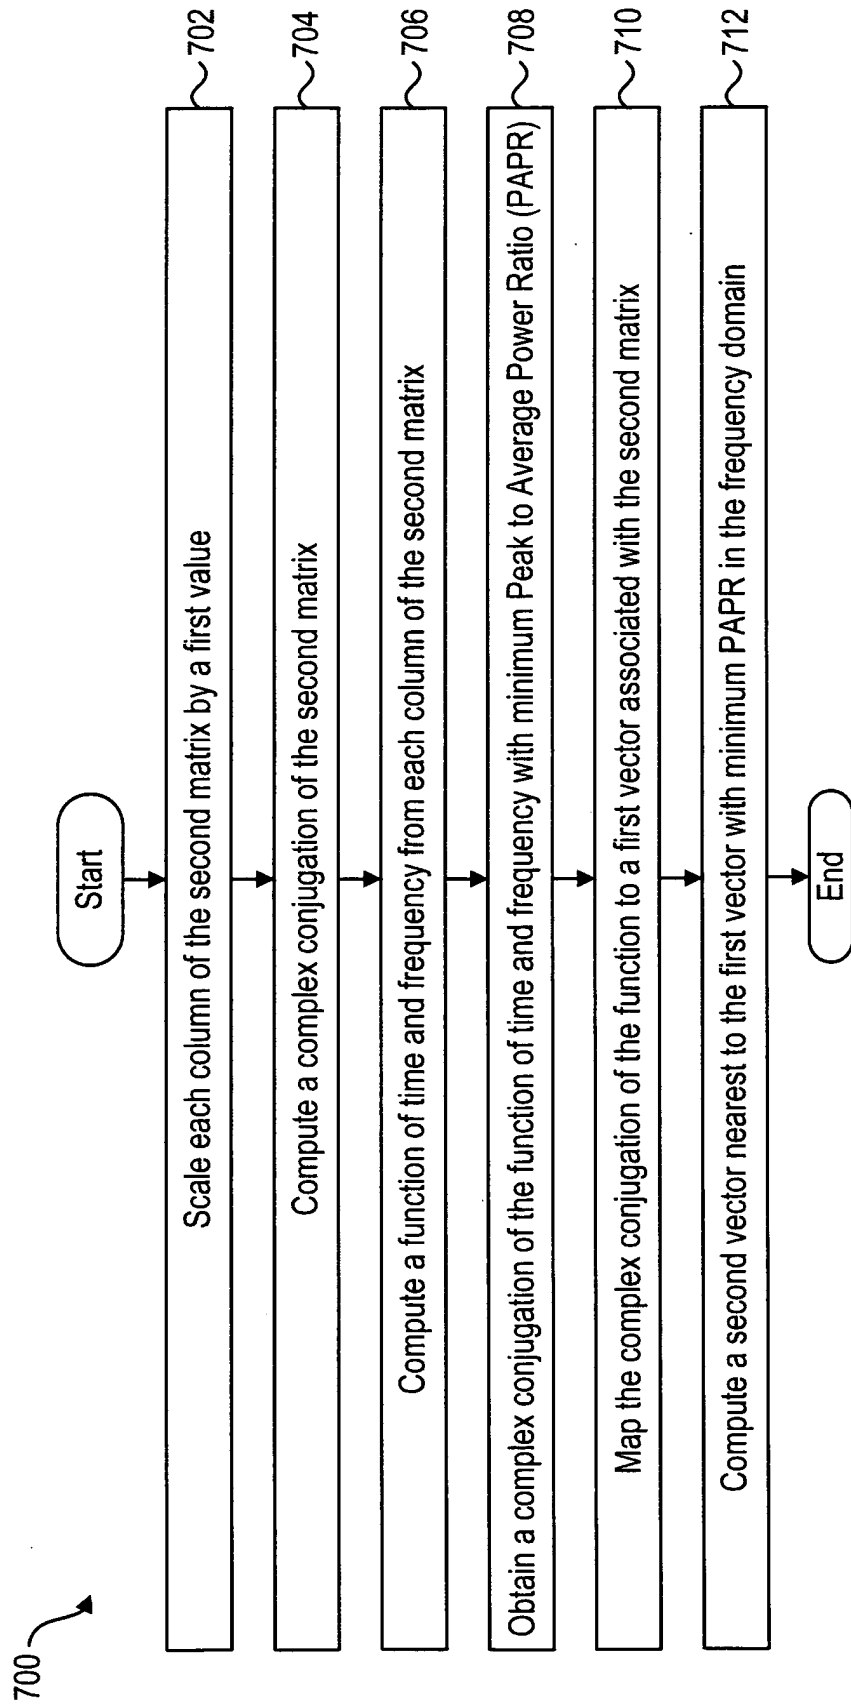 700
Start
Scale each column of the second matrix by a first value
702
Compute a complex conjugation of the second matrix
704
Compute a function of time and frequency from each column of the second matrix
706
Obtain a complex conjugation of the function of time and frequency with minimum Peak to Average Power Ratio (PAPR)
708
Map the complex conjugation of the function to a first vector associated with the second matrix
710
Compute a second vector nearest to the first vector with minimum PAPR in the frequency domain
712
End